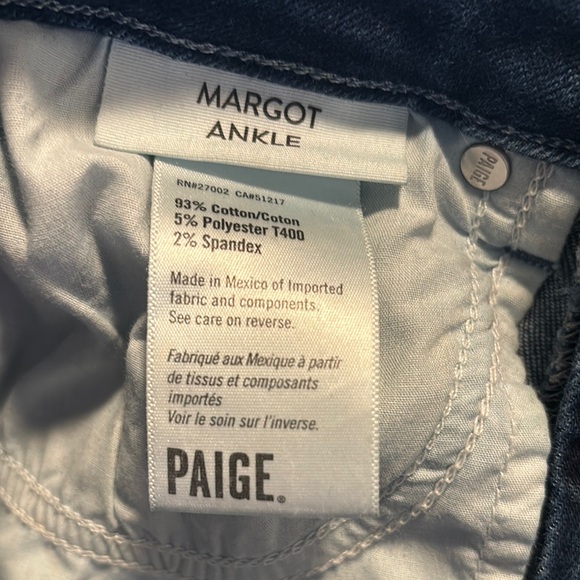 MARGOT
ANKLE
PAIGE
RN#27002 CA#51217
93% Cotton/Coton
5% Polyester T400
2% Spandex
Made in Mexico of Imported
fabric and components.
See care on reverse.
Fabriqué aux Mexique à partir
de tissus et composants
importés
Voir le soin sur l'inverse.
PAIGE®